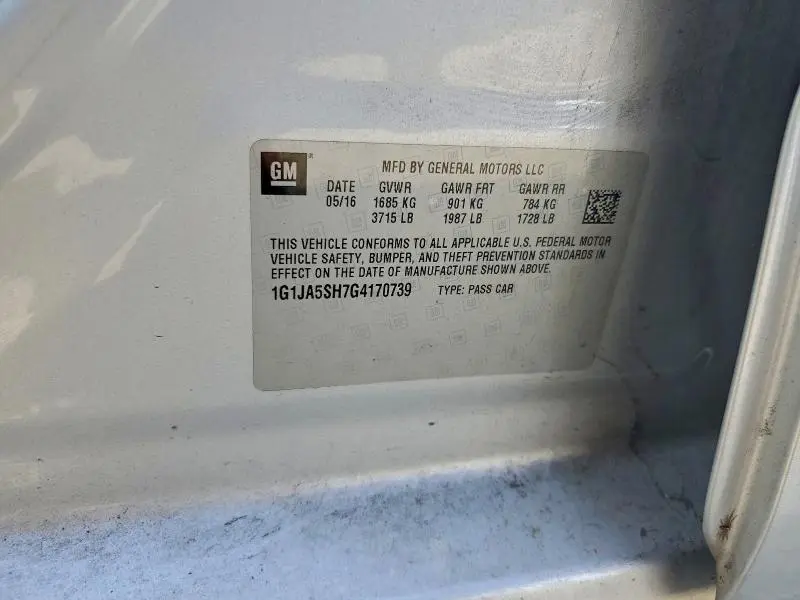 GM®
MFD BY GENERAL MOTORS LLC
DATE GVWR GAWR FRT GAWR RR
05/16 1685 KG 901 KG 784 KG
3715 LB 1987 LB 1728 LB
THIS VEHICLE CONFORMS TO ALL APPLICABLE U.S. FEDERAL MOTOR
VEHICLE SAFETY, BUMPER, AND THEFT PREVENTION STANDARDS IN
EFFECT ON THE DATE OF MANUFACTURE SHOWN ABOVE.
1G1JA5SH7G4170739 TYPE: PASS CAR